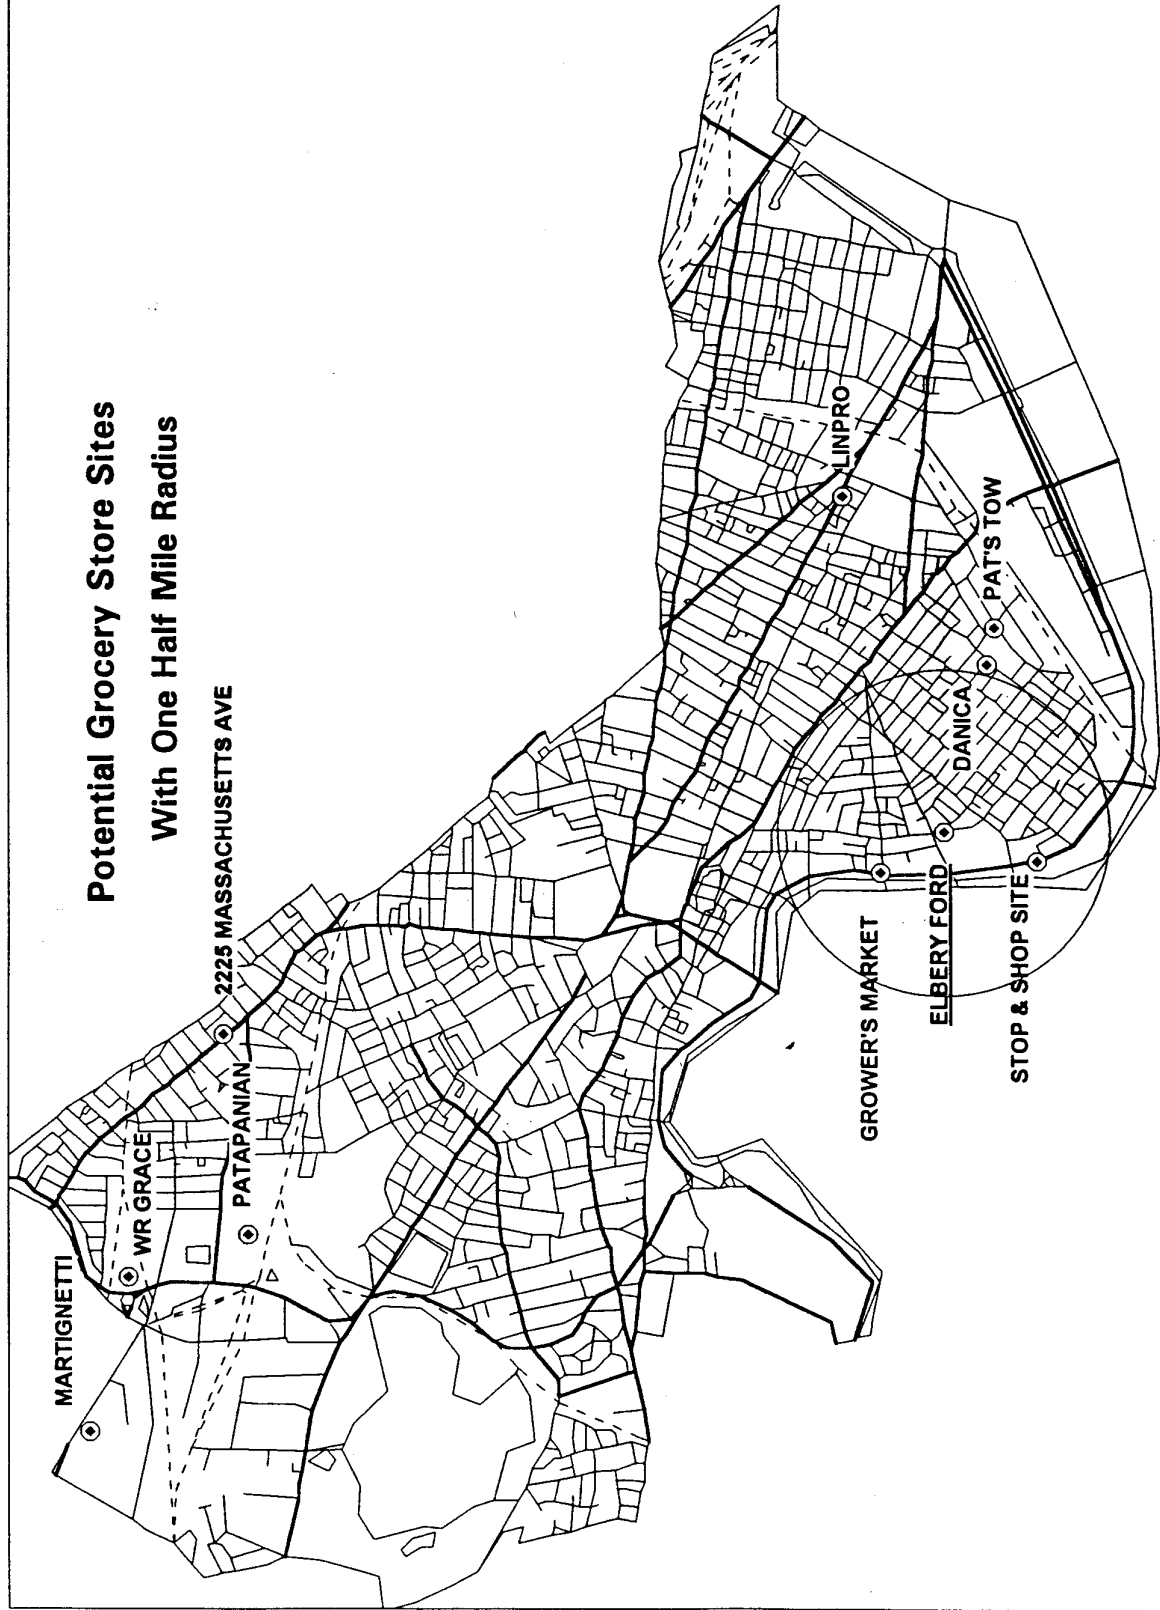 Potential Grocery Store Sites
With One Half Mile Radius
MARTIGNETTI
WR GRACE
2225 MASSACHUSETTS AVE
PATAPANIAN
LINPRO
PAT'S TOW
DANICA
GROWER'S MARKET
ELBERY FORD
STOP & SHOP SITE